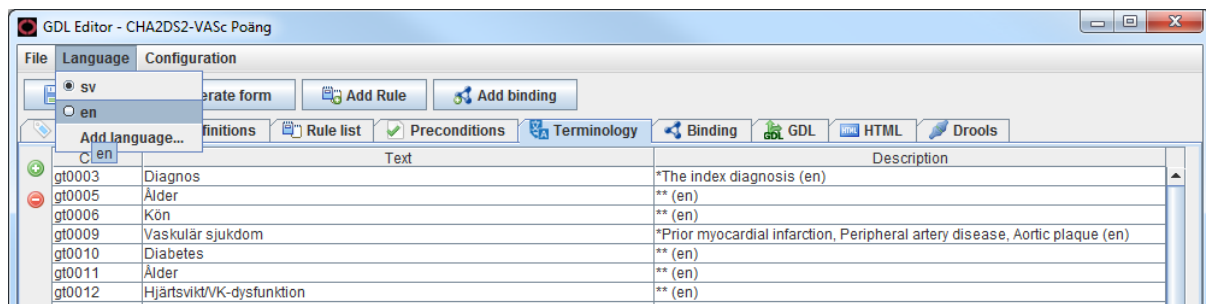 GDL Editor - CHA2DS2-VASc Poäng
File Language Configuration
sv
en
Add language...
en
erate form Add Rule Add binding
finitions Rule list Preconditions Terminology Binding GDL HTML Drools
Text Description
gt0003 Diagnos *The index diagnosis (en)
gt0005 Ålder ** (en)
gt0006 Kön ** (en)
gt0009 Vaskulär sjukdom *Prior myocardial infarction, Peripheral artery disease, Aortic plaque (en)
gt0010 Diabetes ** (en)
gt0011 Ålder ** (en)
gt0012 Hjärtsvikt/VK-dysfunktion ** (en)